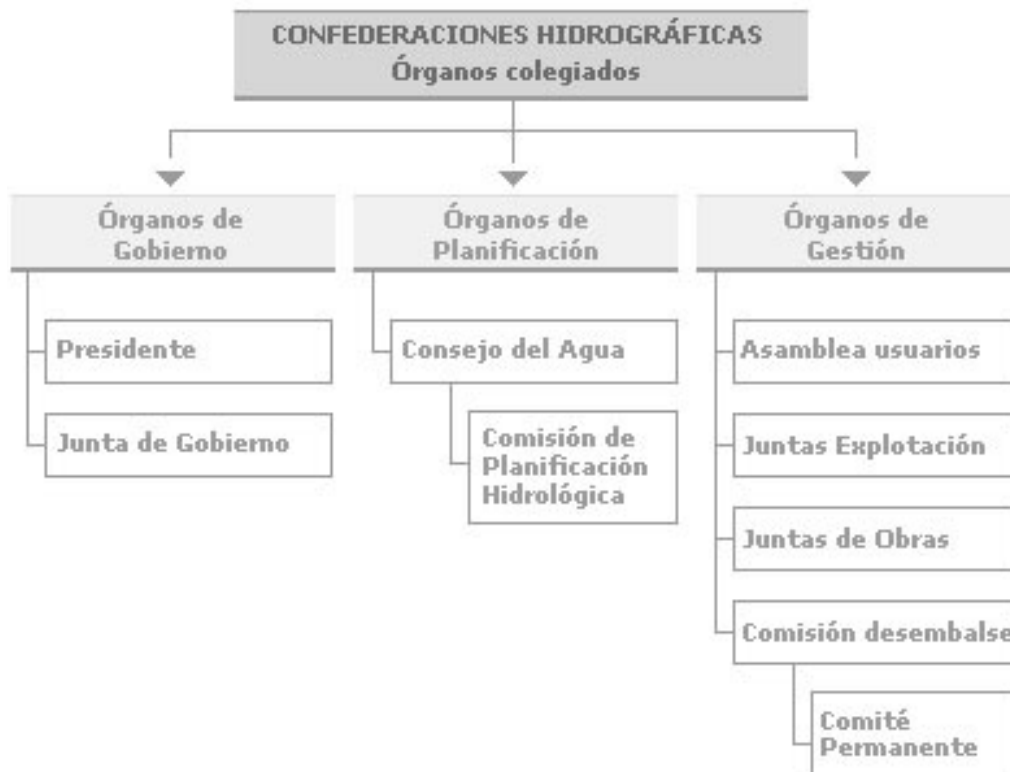 CONFEDERACIONES HIDROGRÁFICAS
Órganos colegiados
Órganos de
Gobierno
Presidente
Junta de Gobierno
Órganos de
Planificación
Consejo del Agua
Comisión de
Planificación
Hidrológica
Órganos de
Gestión
Asamblea usuarios
Juntas Explotación
Juntas de Obras
Comisión desembalse
Comité
Permanente